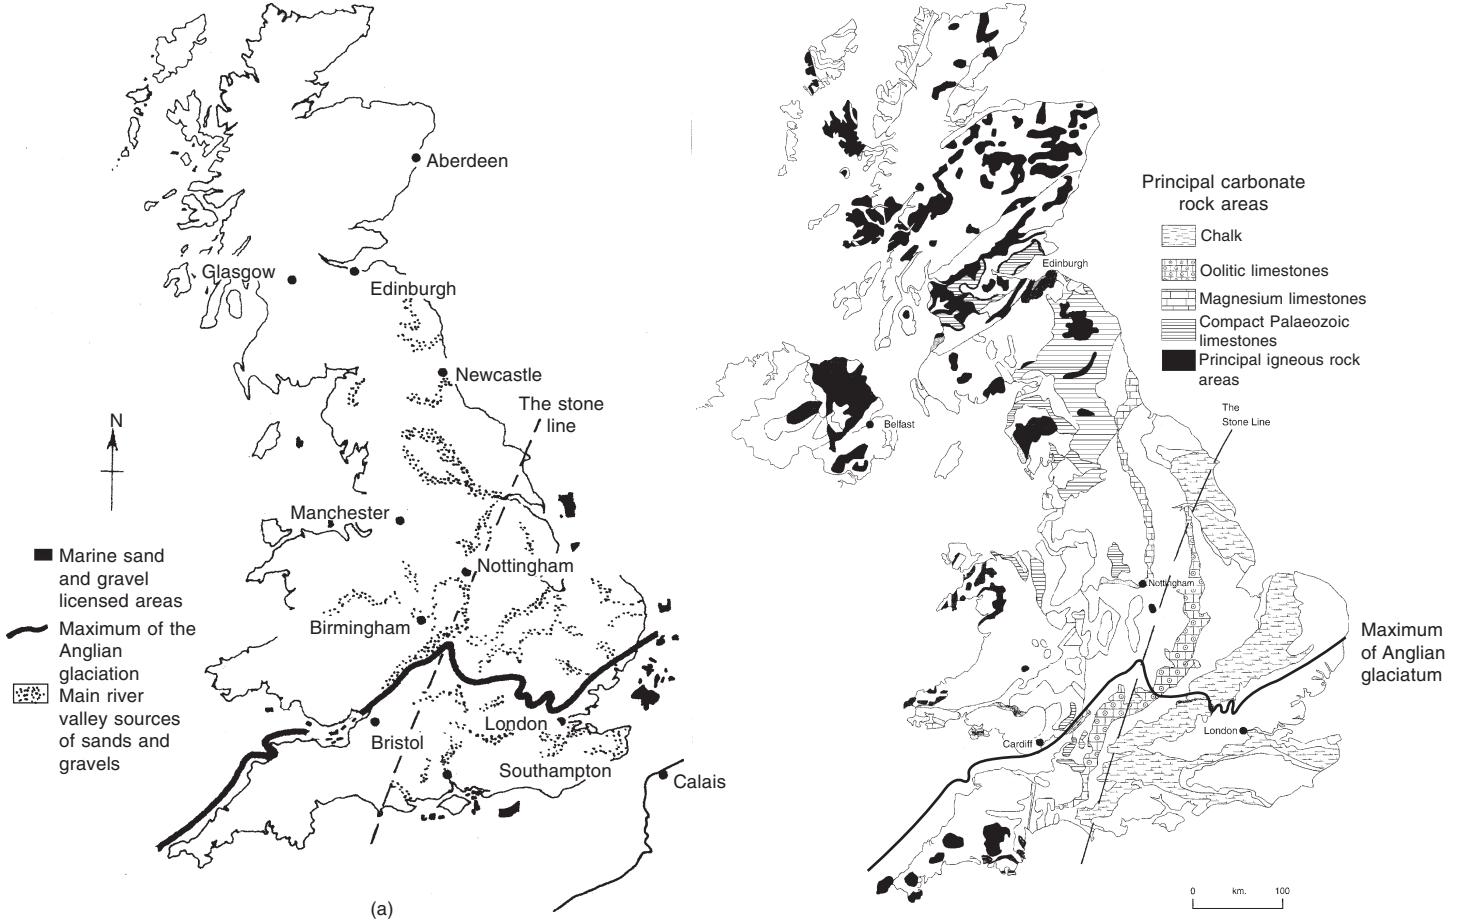 Aberdeen
Glasgow
Edinburgh
Newcastle
The stone
line
N
Manchester
Nottingham
Birmingham
Marine sand
and gravel
licensed areas
Maximum of the
Anglian
glaciation
Main river
valley sources
of sands and
gravels
London
Bristol
Southampton
Calais
(a)
Principal carbonate
rock areas
Chalk
Oolitic limestones
Magnesium limestones
Compact Palaeozoic
limestones
Principal igneous rock
areas
Edinburgh
The
Stone Line
Belfast
Nottingham
Maximum
of Anglian
glaciatum
London
Cardiff
0 km. 100